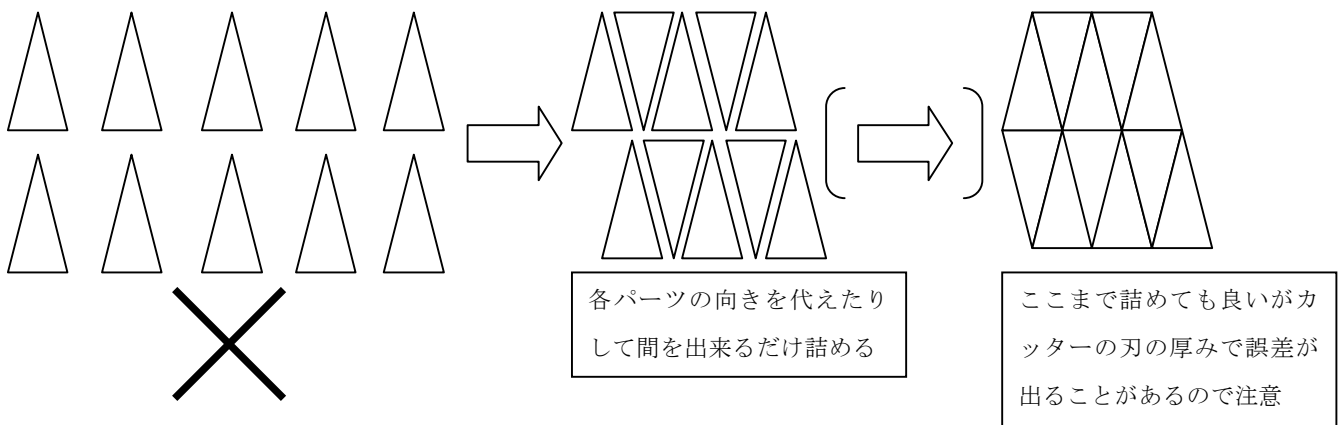 各パーツの向きを代えたり
して間を出来るだけ詰める
ここまで詰めても良いがカ
ッターの刃の厚みで誤差が
出ることがあるので注意